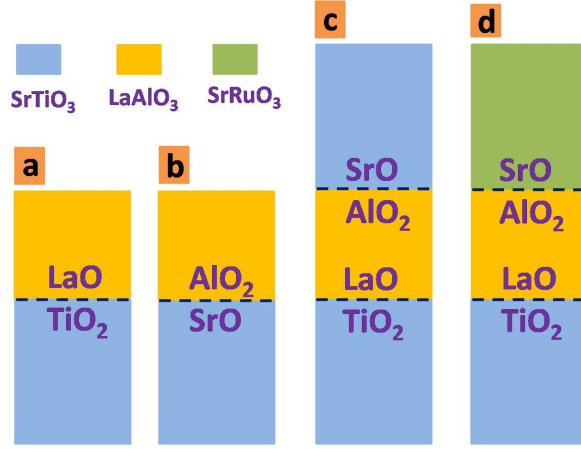 c
d
SrTiO₃
LaAlO₃
SrRuO₃
a
b
SrO
AlO₂
LaO
TiO₂
SrO
AlO₂
LaO
TiO₂
LaO
TiO₂
AlO₂
SrO